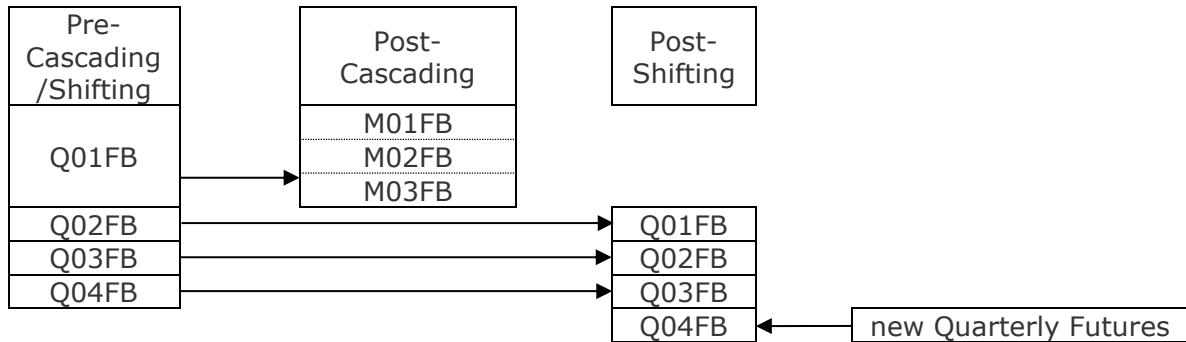 Pre-
Cascading
/Shifting
Post-
Cascading
Post-
Shifting
Q01FB
M01FB
M02FB
M03FB
Q02FB
Q01FB
Q03FB
Q02FB
Q04FB
Q03FB
Q04FB
new Quarterly Futures